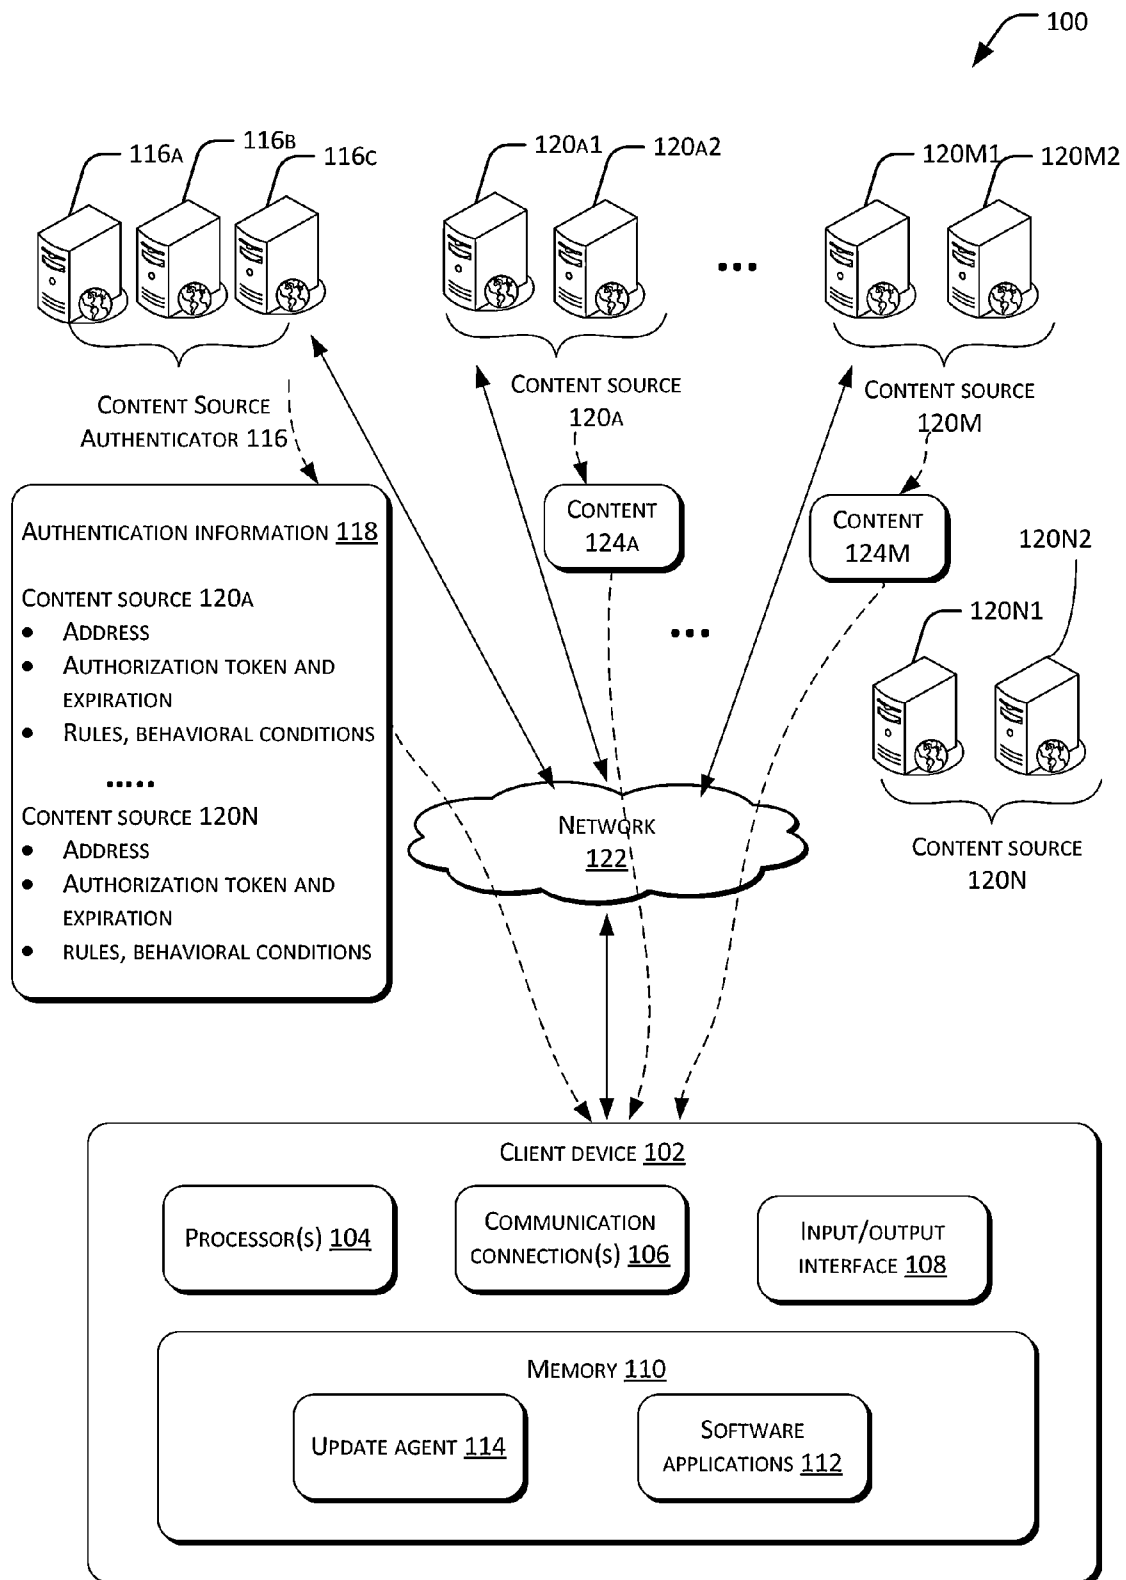 100
116A
116B
116C
120A1
120A2
120M1
120M2
CONTENT SOURCE
AUTHENTICATOR 116
CONTENT SOURCE
120A
CONTENT SOURCE
120M
AUTHENTICATION INFORMATION 118
CONTENT SOURCE 120A
• ADDRESS
• AUTHORIZATION TOKEN AND
EXPIRATION
• RULES, BEHAVIORAL CONDITIONS
.....
CONTENT SOURCE 120N
• ADDRESS
• AUTHORIZATION TOKEN AND
EXPIRATION
• RULES, BEHAVIORAL CONDITIONS
CONTENT
124A
CONTENT
124M
...
...
120N2
120N1
CONTENT SOURCE
120N
NETWORK
122
CLIENT DEVICE 102
PROCESSOR(S) 104
COMMUNICATION
CONNECTION(S) 106
INPUT/OUTPUT
INTERFACE 108
MEMORY 110
UPDATE AGENT 114
SOFTWARE
APPLICATIONS 112